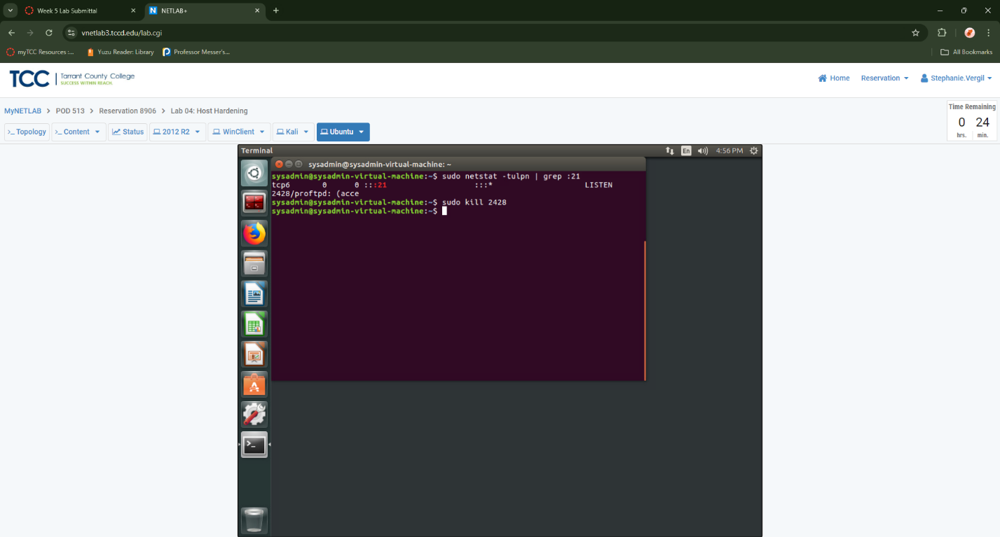 Week 5 Lab Submittal
NETLAB+
vnetlab3.tccd.edu/lab.cgi
myTCC Resources :...
Yuzu Reader: Library
Professor Messer's...
All Bookmarks
TCC
Tarrant County College
SUCCESS WITHIN REACH.
Home
Reservation
Stephanie.Vergil
MyNETLAB > POD 513 > Reservation 8906 > Lab 04: Host Hardening
Time Remaining
0 24
hrs. min.
>_ Topology
>_ Content
Status
2012 R2
WinClient
Kali
Ubuntu
Terminal
En
4:56 PM
sysadmin@sysadmin-virtual-machine: ~
sysadmin@sysadmin-virtual-machine:~$ sudo netstat -tulpn | grep :21
tcp6 0 0 :::21 :::* LISTEN
2428/proftpd: (acce
sysadmin@sysadmin-virtual-machine:~$ sudo kill 2428
sysadmin@sysadmin-virtual-machine:~$